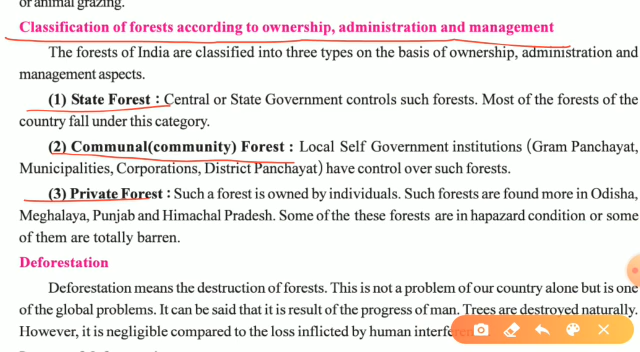 or animal grazing.
Classification of forests according to ownership, administration and management
The forests of India are classified into three types on the basis of ownership, administration and
management aspects.
(1) State Forest : Central or State Government controls such forests. Most of the forests of the
country fall under this category.
(2) Communal(community) Forest : Local Self Government institutions (Gram Panchayat,
Municipalities, Corporations, District Panchayat) have control over such forests.
(3) Private Forest : Such a forest is owned by individuals. Such forests are found more in Odisha,
Meghalaya, Punjab and Himachal Pradesh. Some of the these forests are in hapazard condition or some
of them are totally barren.
Deforestation
Deforestation means the destruction of forests. This is not a problem of our country alone but is one
of the global problems. It can be said that it is result of the progress of man. Trees are destroyed naturally.
However, it is negligible compared to the loss inflicted by human